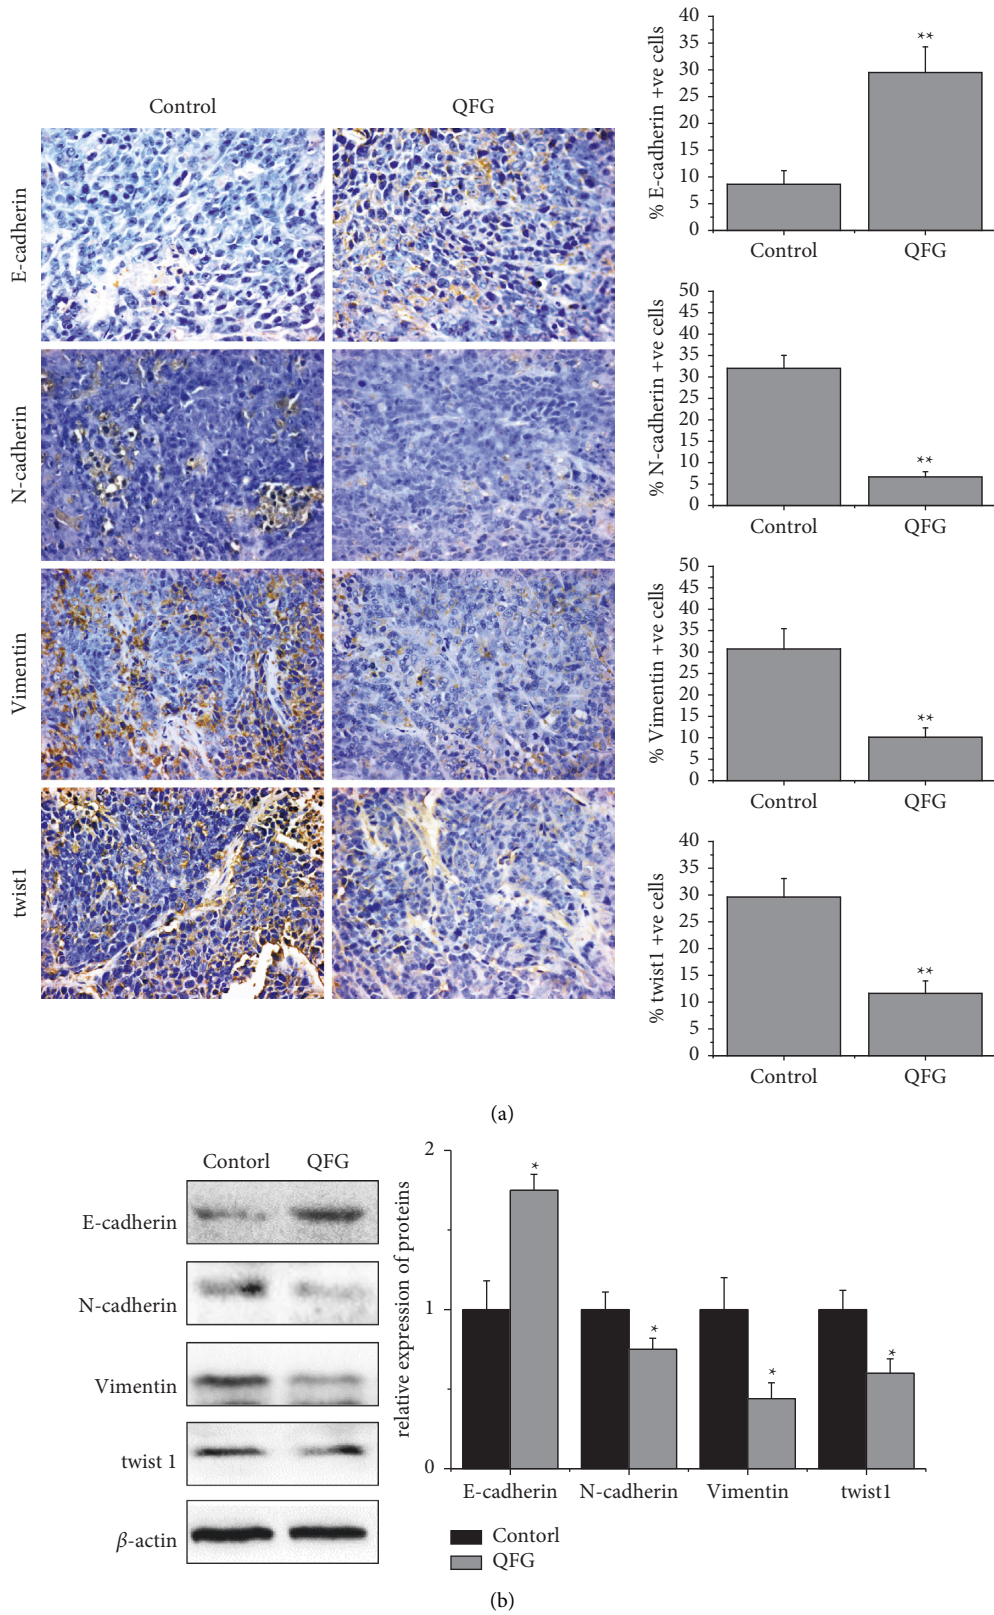 Control QFG
E-cadherin
N-cadherin
Vimentin
twist1
% E-cadherin +ve cells
40
35
30
25
20
15
10
5
0
**
Control QFG
% N-cadherin +ve cells
50
45
40
35
30
25
20
15
10
5
0
**
Control QFG
% Vimentin +ve cells
50
45
40
35
30
25
20
15
10
5
0
**
Control QFG
% twist1 +ve cells
40
35
30
25
20
15
10
5
0
**
Control QFG
(a)
Contorl QFG
E-cadherin
N-cadherin
Vimentin
twist 1
β-actin
relative expression of proteins
2
1
0
*
*
*
*
E-cadherin N-cadherin Vimentin twist1
Contorl
QFG
(b)